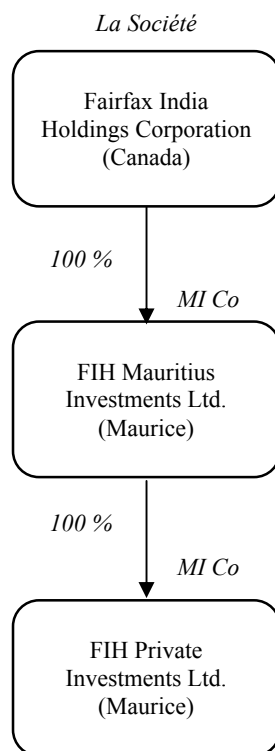 La Société
Fairfax India
Holdings Corporation
(Canada)
100 %
MI Co
FIH Mauritius
Investments Ltd.
(Maurice)
100 %
MI Co
FIH Private
Investments Ltd.
(Maurice)